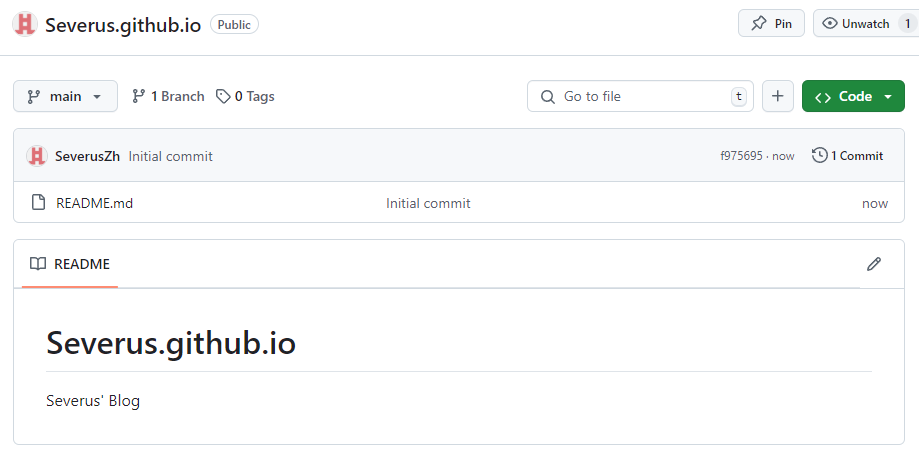 Severus.github.io Public Pin Unwatch 1
main 1 Branch 0 Tags Go to file t Code
SeverusZh Initial commit f975695 · now 1 Commit
README.md Initial commit now
README
Severus.github.io
Severus' Blog